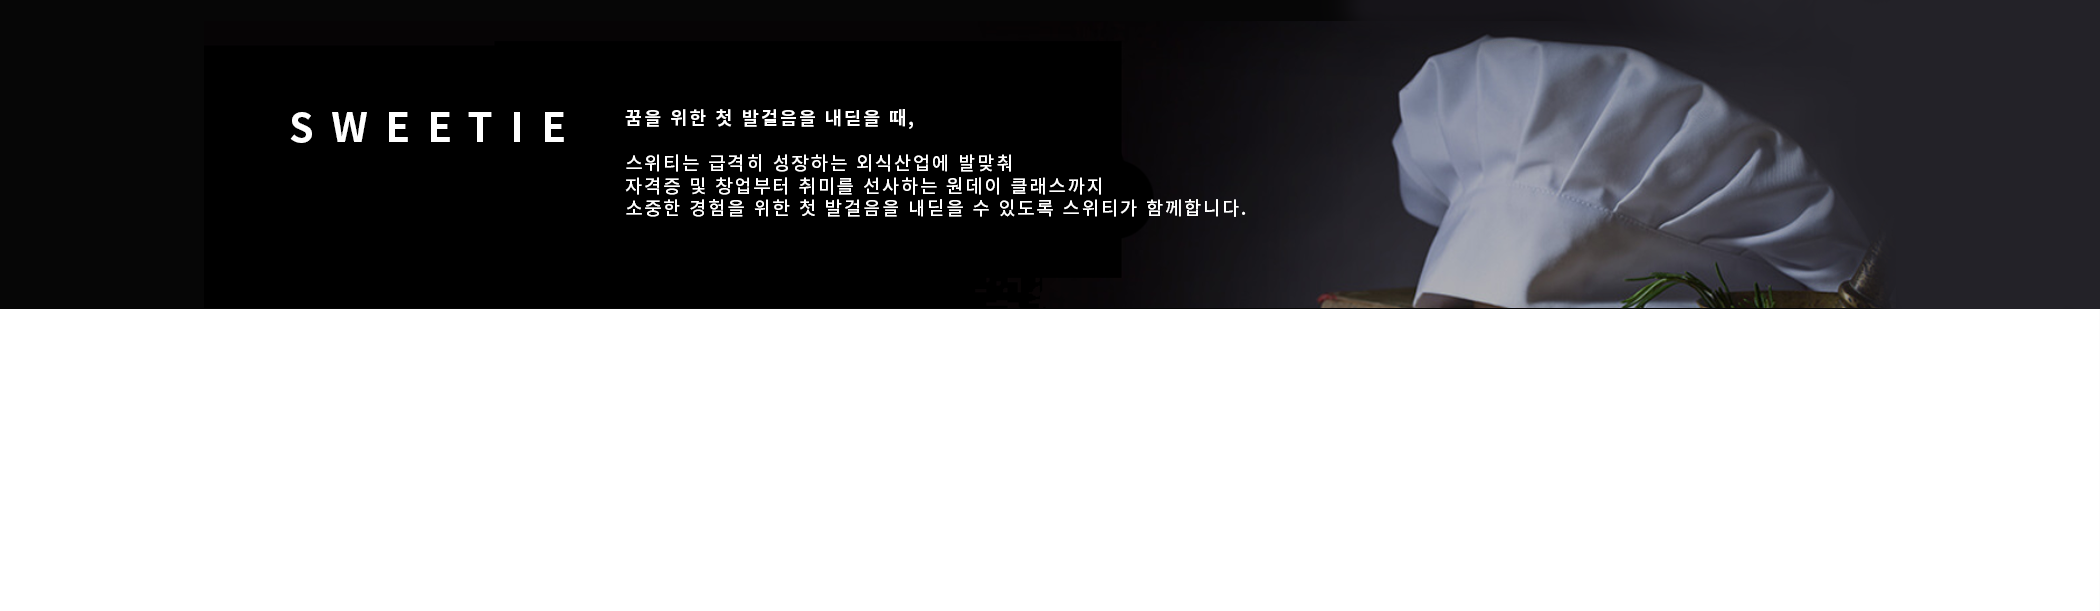 SWEETIE
꿈을 위한 첫 발걸음을 내딛을 때,
스위티는 급격히 성장하는 외식산업에 발맞춰
자격증 및 창업부터 취미를 선사하는 원데이 클래스까지
소중한 경험을 위한 첫 발걸음을 내딛을 수 있도록 스위티가 함께합니다.